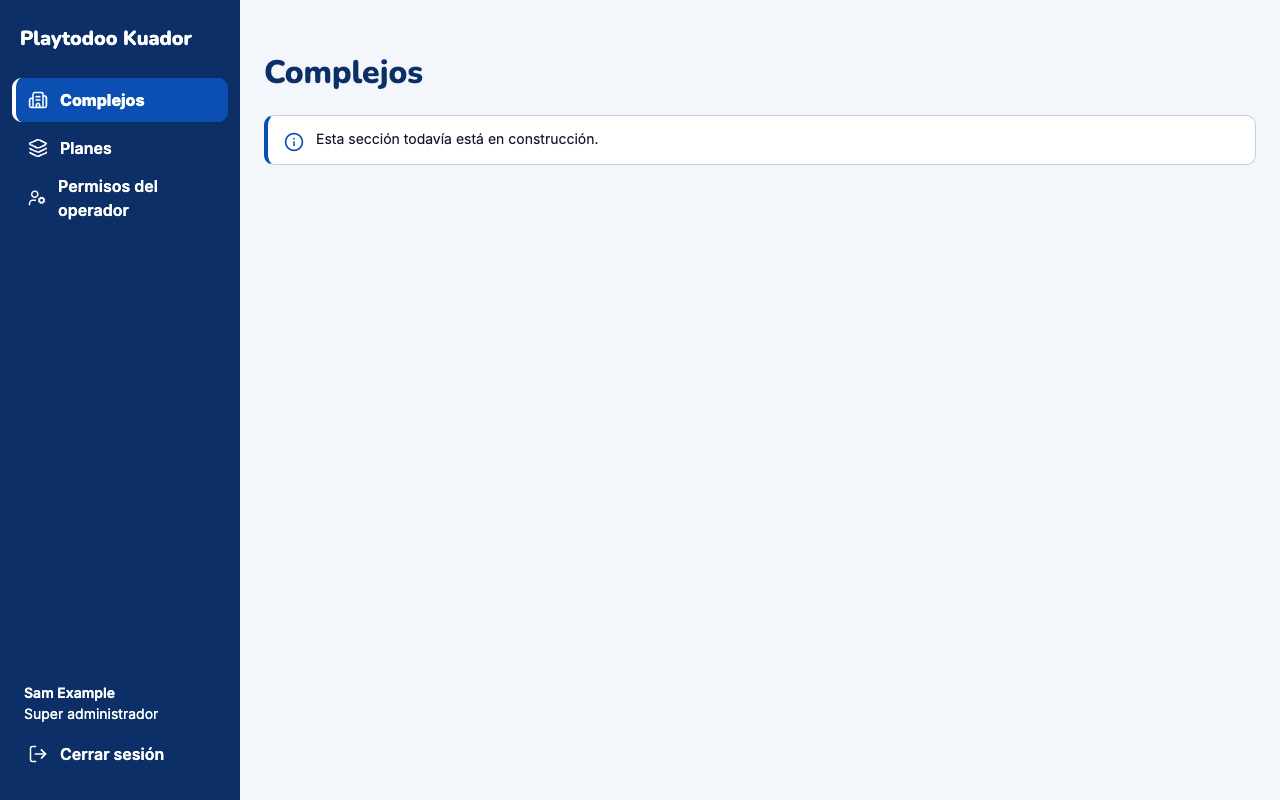 Playtodoo Kuador
Complejos
Planes
Permisos del
operador
Sam Example
Super administrador
Cerrar sesión
Complejos
Esta sección todavía está en construcción.